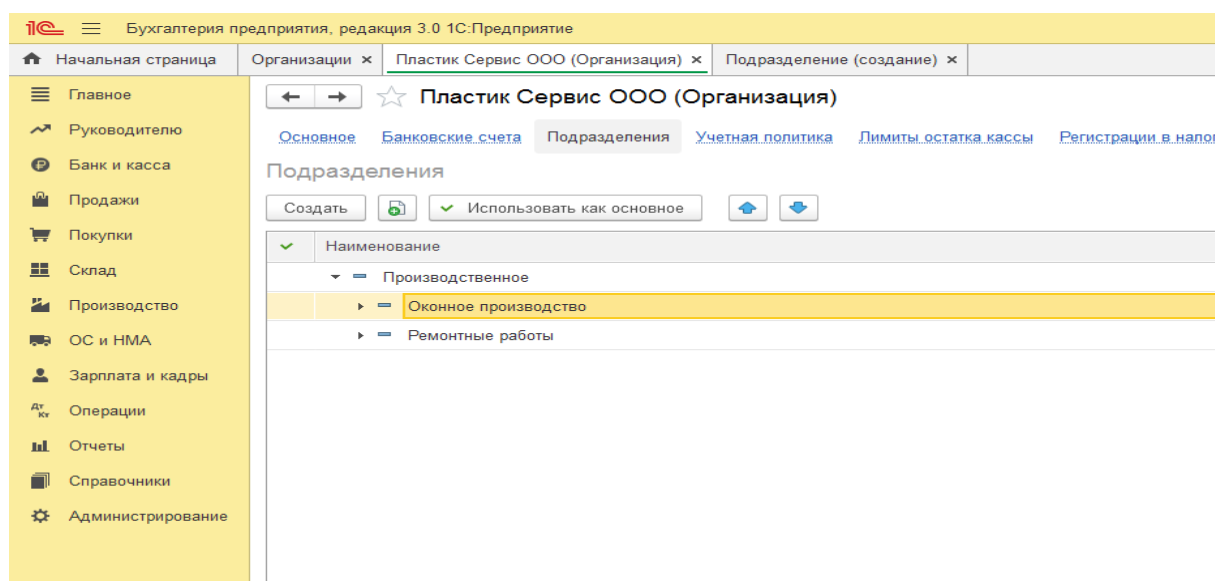 1С Бухгалтерия предприятия, редакция 3.0 1С:Предприятие
Начальная страница Организации × Пластик Сервис ООО (Организация) × Подразделение (создание) ×
Главное
Руководителю
Банк и касса
Продажи
Покупки
Склад
Производство
ОС и НМА
Зарплата и кадры
Дт Кт Операции
Отчеты
Справочники
Администрирование
Пластик Сервис ООО (Организация)
Основное Банковские счета Подразделения Учетная политика Лимиты остатка кассы Регистрации в
Подразделения
Создать Использовать как основное
Наименование
Производственное
Оконное производство
Ремонтные работы